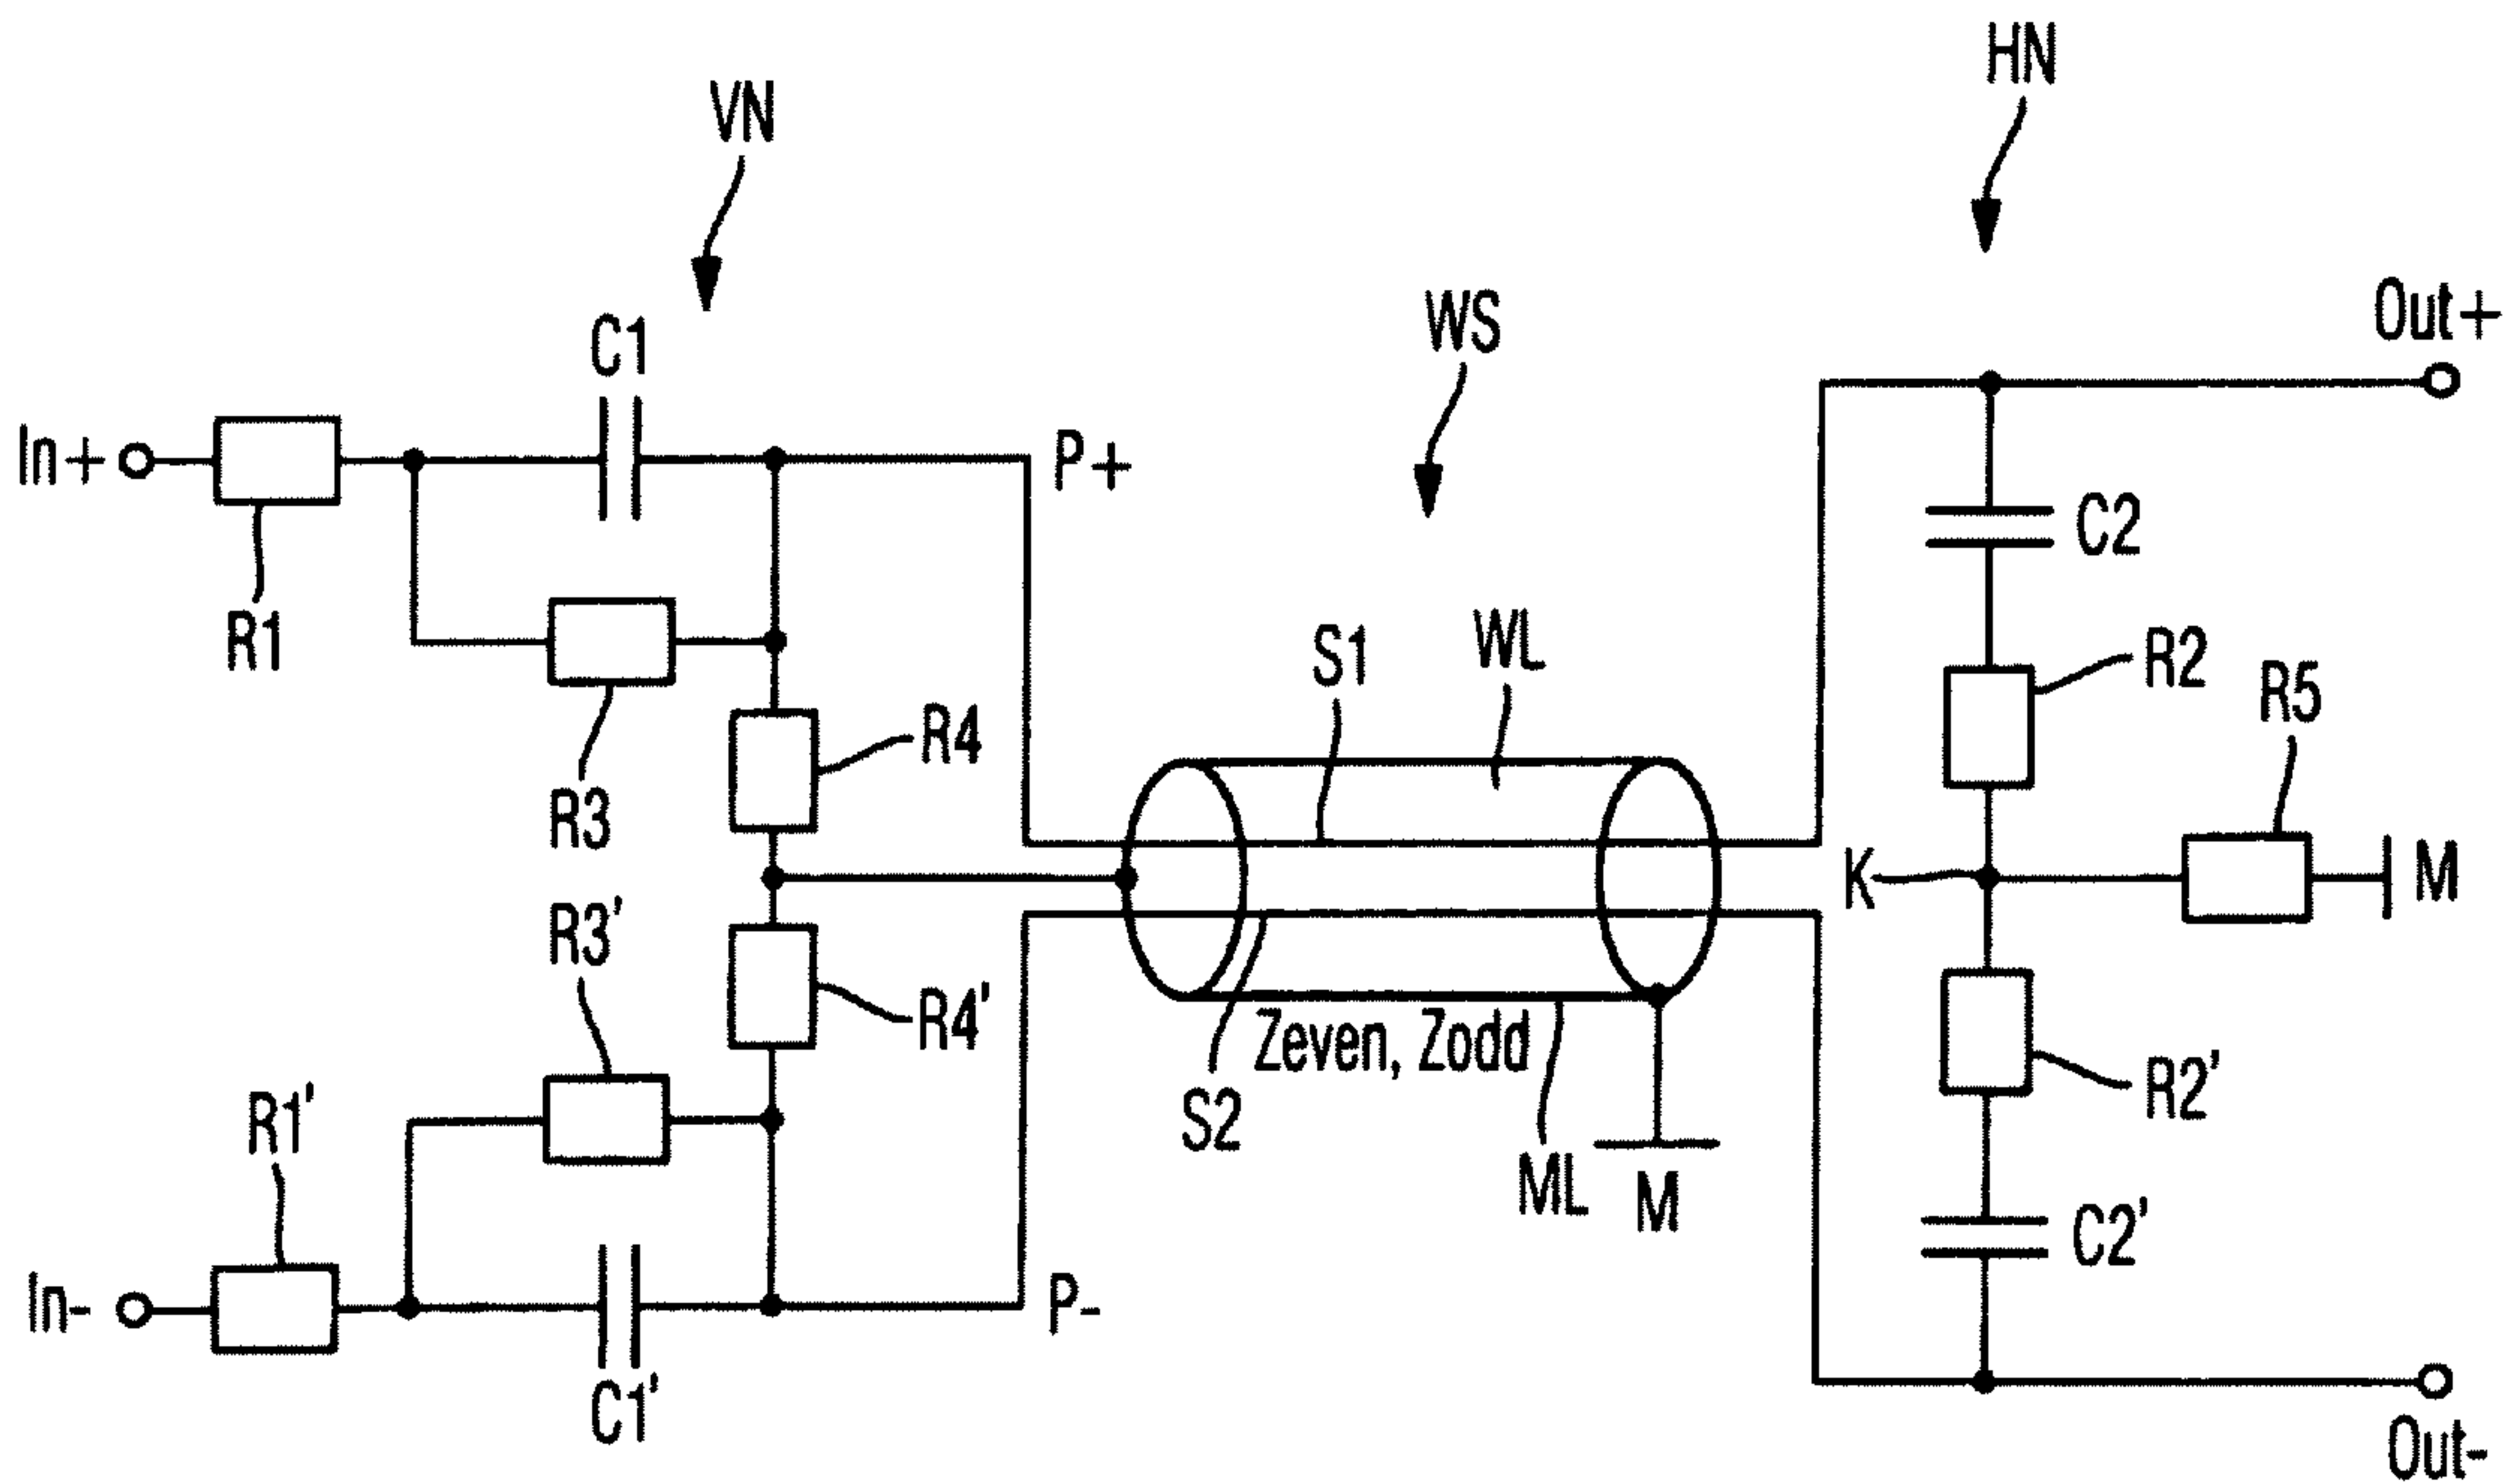 HN
VN
Out+
WS
C1
In+
P+
C2
R1
S1
WL
R2
R5
R4
R3
K
M
R3'
R4'
Zeven, Zodd
R1'
S2
R2'
ML
M
C2'
In-
P-
C1'
Out-